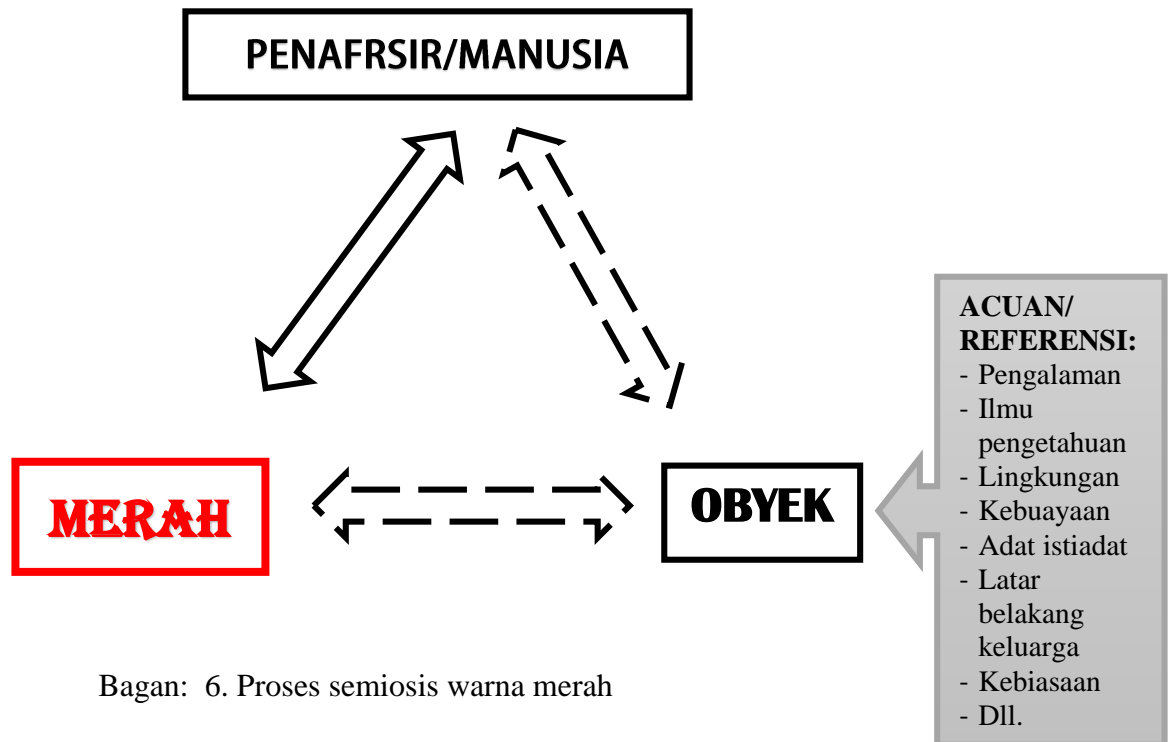 PENAFRSIR/MANUSIA
MERAH
OBYEK
ACUAN/
REFERENSI:
- Pengalaman
- Ilmu
pengetahuan
- Lingkungan
- Kebuayaan
- Adat istiadat
- Latar
belakang
keluarga
- Kebiasaan
- Dll.
Bagan: 6. Proses semiosis warna merah